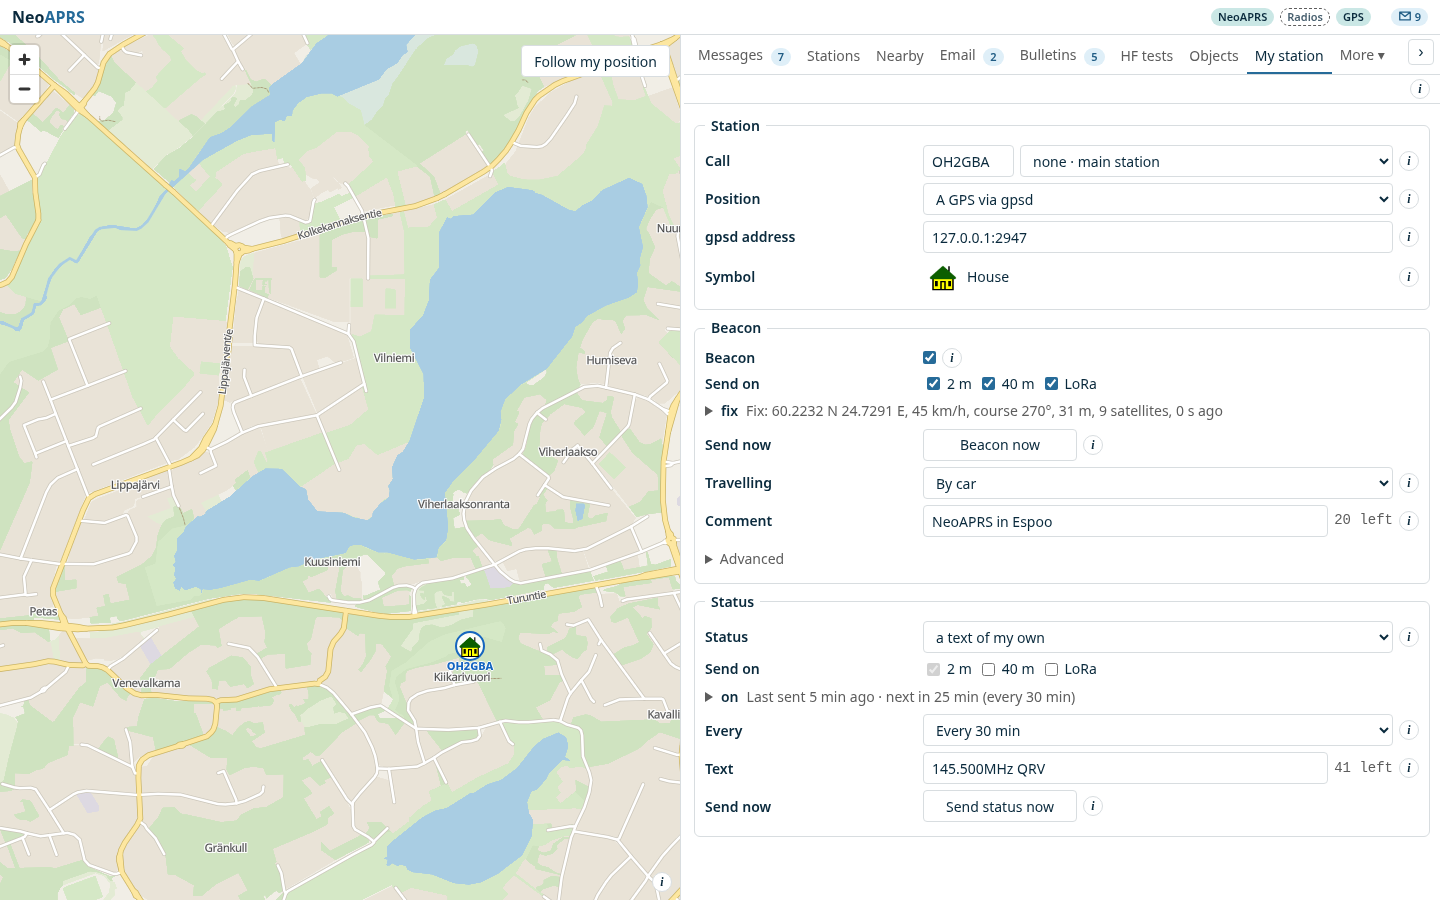 NeoAPRS
NeoAPRS Radios GPS 9
+
−
Follow my position
Kolkekannaksentie
Nuur
Lippajärventie
Vilniemi
Humiseva
Viherlaakso
Lippajärvi
Viherlaaksonranta
Kuusiniemi
Turuntie
Petas
OH2GBA
Kiikarivuori
Venevalkama
Kavalli
Gränkull
i
Messages 7 Stations Nearby Email 2 Bulletins 5 HF tests Objects My station More ▾ ›
i
Station
Call OH2GBA none · main station i
Position A GPS via gpsd i
gpsd address 127.0.0.1:2947 i
Symbol House i
Beacon
Beacon i
Send on 2 m 40 m LoRa
▶ fix Fix: 60.2232 N 24.7291 E, 45 km/h, course 270°, 31 m, 9 satellites, 0 s ago
Send now Beacon now i
Travelling By car i
Comment NeoAPRS in Espoo 20 left i
▶ Advanced
Status
Status a text of my own i
Send on 2 m 40 m LoRa
▶ on Last sent 5 min ago · next in 25 min (every 30 min)
Every Every 30 min i
Text 145.500MHz QRV 41 left i
Send now Send status now i